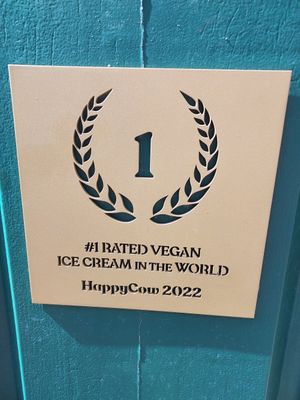 1
#1 RATED VEGAN
ICE CREAM IN THE WORLD
HappyCow 2022